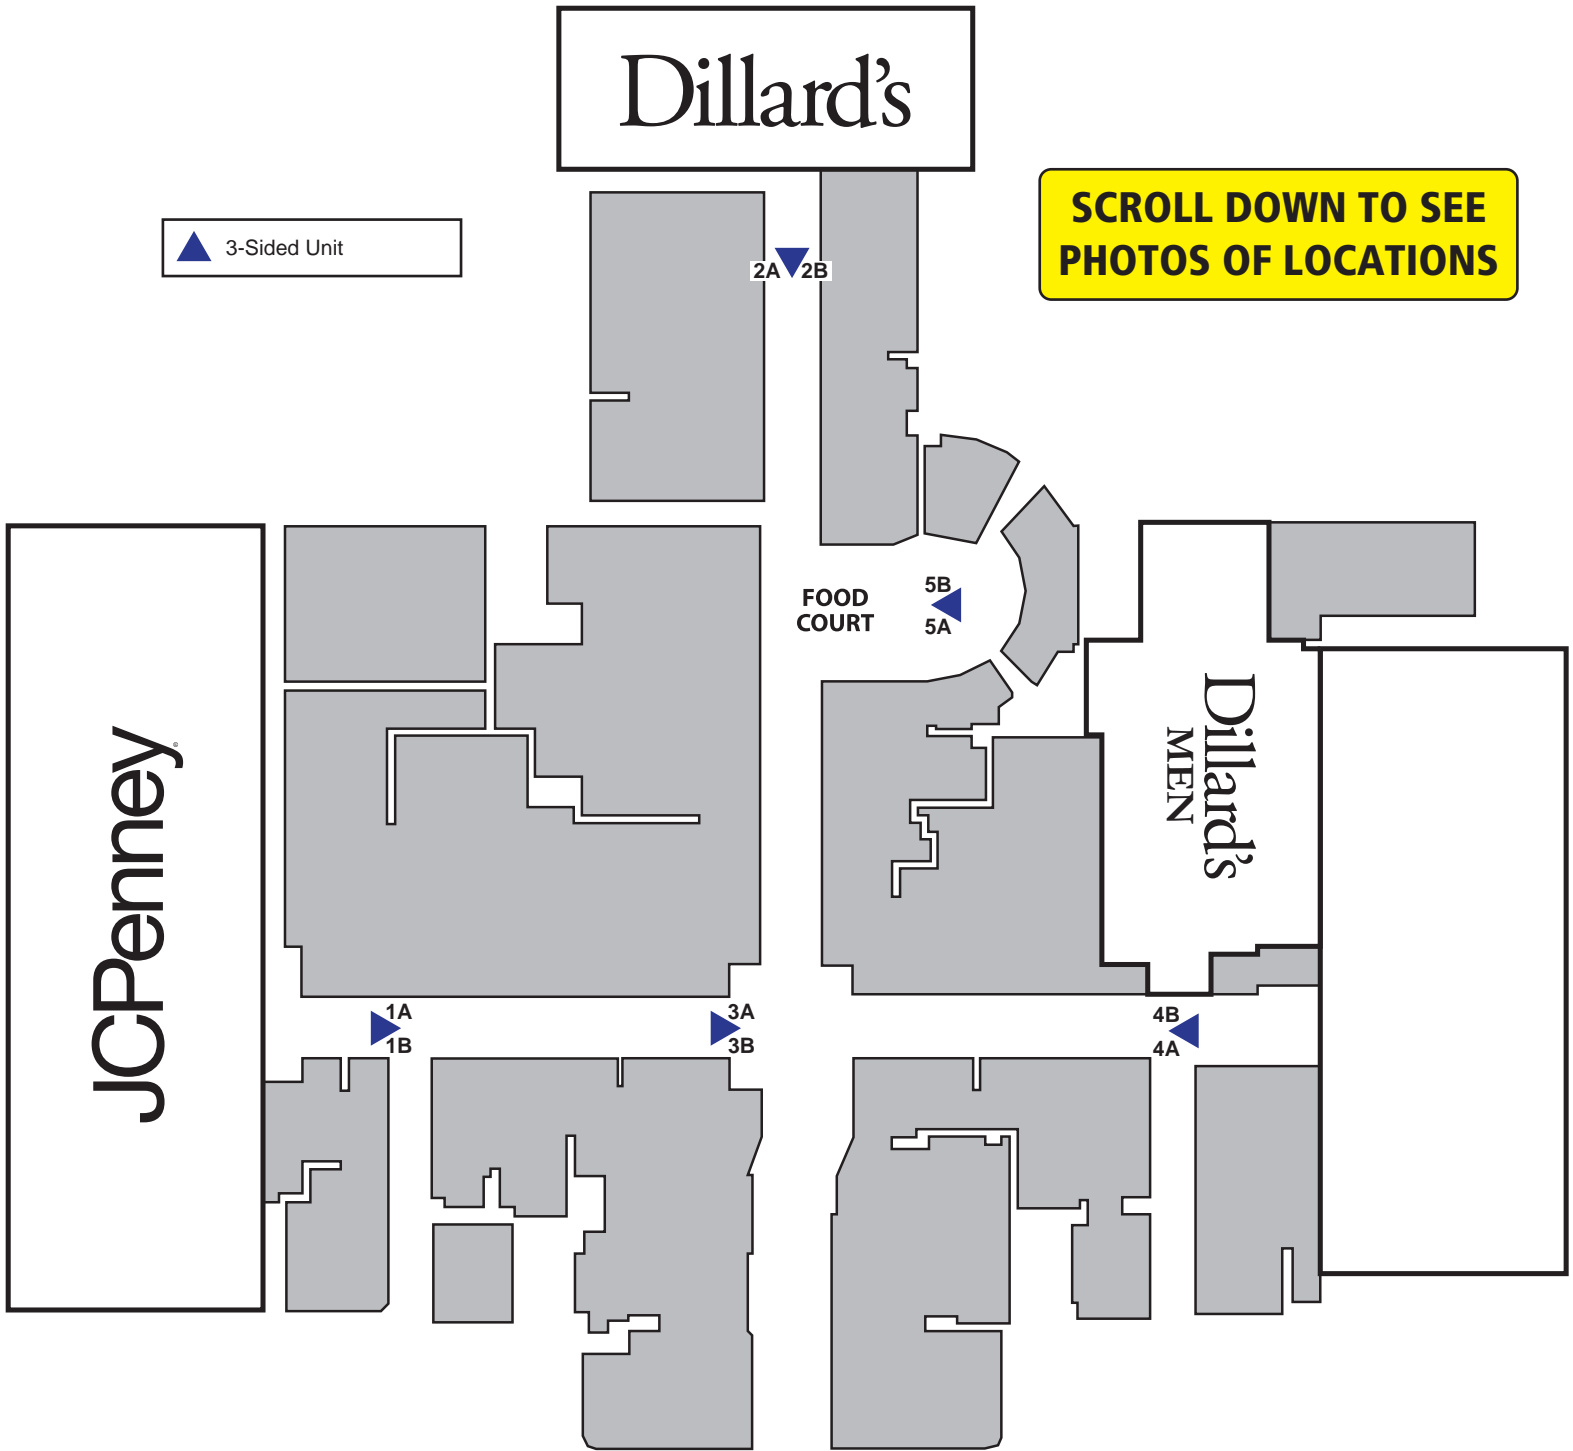 Dillard's
SCROLL DOWN TO SEE
PHOTOS OF LOCATIONS
3-Sided Unit
2A
2B
5B
FOOD
COURT
5A
Dillard's
MEN
JCPenney®
1A
1B
3A
3B
4B
4A